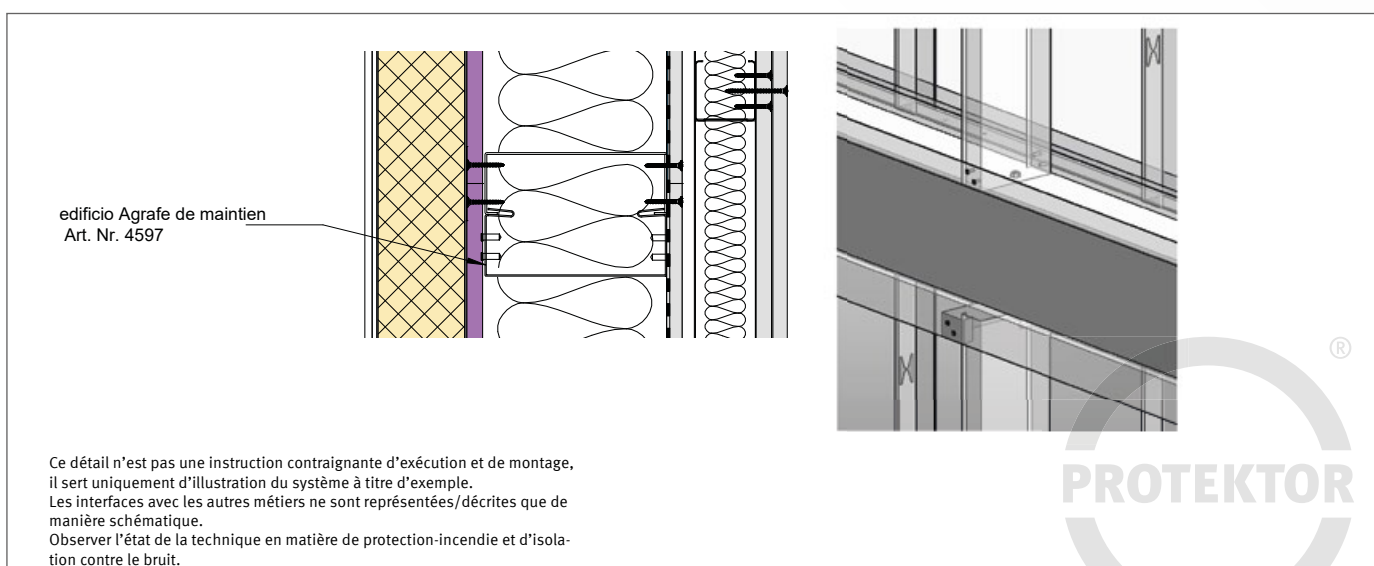 edificio Agrafe de maintien
Art. Nr. 4597
Ce détail n’est pas une instruction contraignante d’exécution et de montage,
il sert uniquement d’illustration du système à titre d’exemple.
Les interfaces avec les autres métiers ne sont représentées/décrites que de
manière schématique.
Observer l’état de la technique en matière de protection-incendie et d’isola-
tion contre le bruit.
®
PROTEKTOR